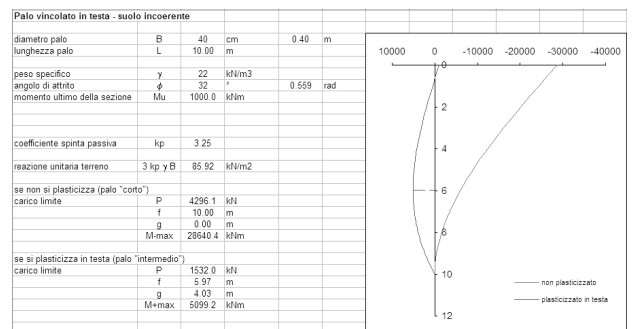 Palo vincolato in testa - suolo incoerente
diametro palo B 40 cm 0.40 m
lunghezza palo L 10.00 m
peso specifico γ 22 kN/m3
angolo di attrito ϕ 32 ° 0.559 rad
momento ultimo della sezione Mu 1000.0 kNm
coefficiente spinta passiva kp 3.25
reazione unitaria terreno 3 kp γ B 85.92 kN/m2
se non si plasticizza (palo "corto")
carico limite P 4296.1 kN
f 10.00 m
g 0.00 m
M-max 28640.4 kNm
se si plasticizza in testa (palo "intermedio")
carico limite P 1532.0 kN
f 5.97 m
g 4.03 m
M+max 5099.2 kNm
10000 0 -10000 -20000 -30000 -40000
0
2
4
6
8
10
12
non plasticizzato
plasticizzato in testa